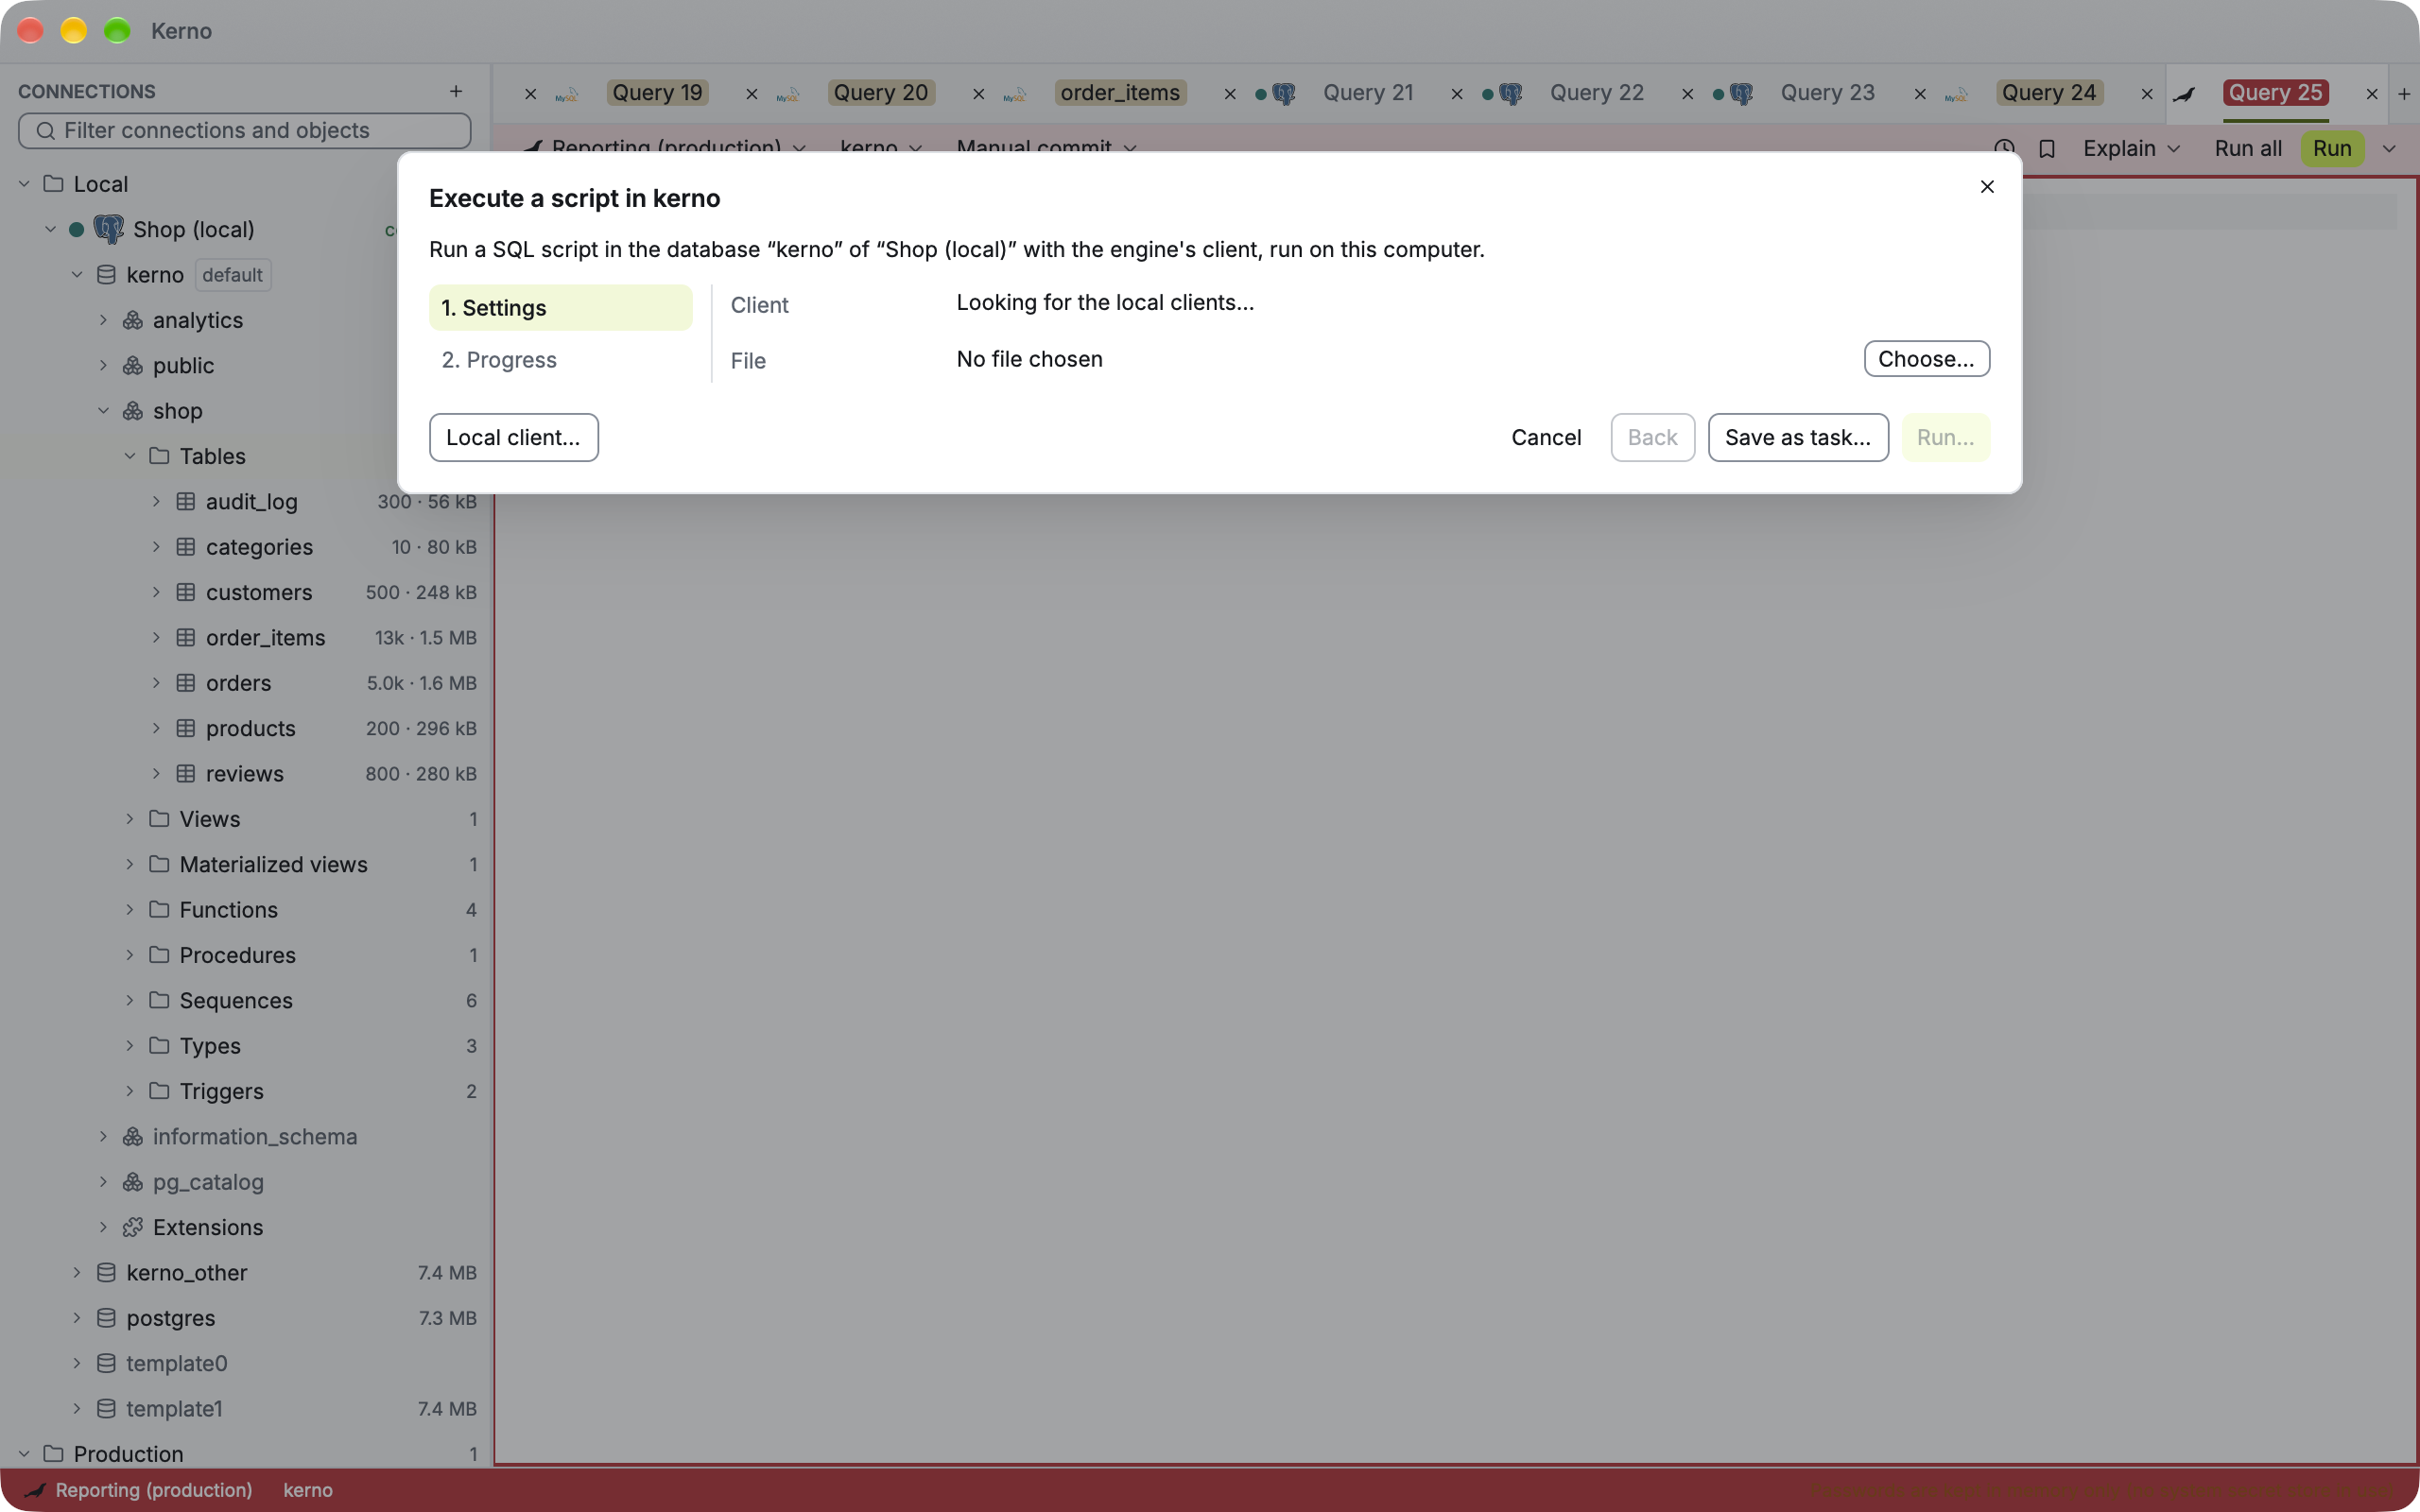 Kerno
CONNECTIONS
Filter connections and objects
Query 19
Query 20
order_items
Query 21
Query 22
Query 23
Query 24
Query 25
Reporting (production)
kerno
Manual commit
Explain
Run all
Run
Local
Shop (local)
kerno default
analytics
public
shop
Tables
audit_log 300 · 56 kB
categories 10 · 80 kB
customers 500 · 248 kB
order_items 13k · 1.5 MB
orders 5.0k · 1.6 MB
products 200 · 296 kB
reviews 800 · 280 kB
Views 1
Materialized views 1
Functions 4
Procedures 1
Sequences 6
Types 3
Triggers 2
information_schema
pg_catalog
Extensions
kerno_other 7.4 MB
postgres 7.3 MB
template0
template1 7.4 MB
Production 1
Execute a script in kerno
Run a SQL script in the database “kerno” of “Shop (local)” with the engine's client, run on this computer.
1. Settings
2. Progress
Client Looking for the local clients...
File No file chosen Choose...
Local client...
Cancel
Back
Save as task...
Run...
Reporting (production) kerno